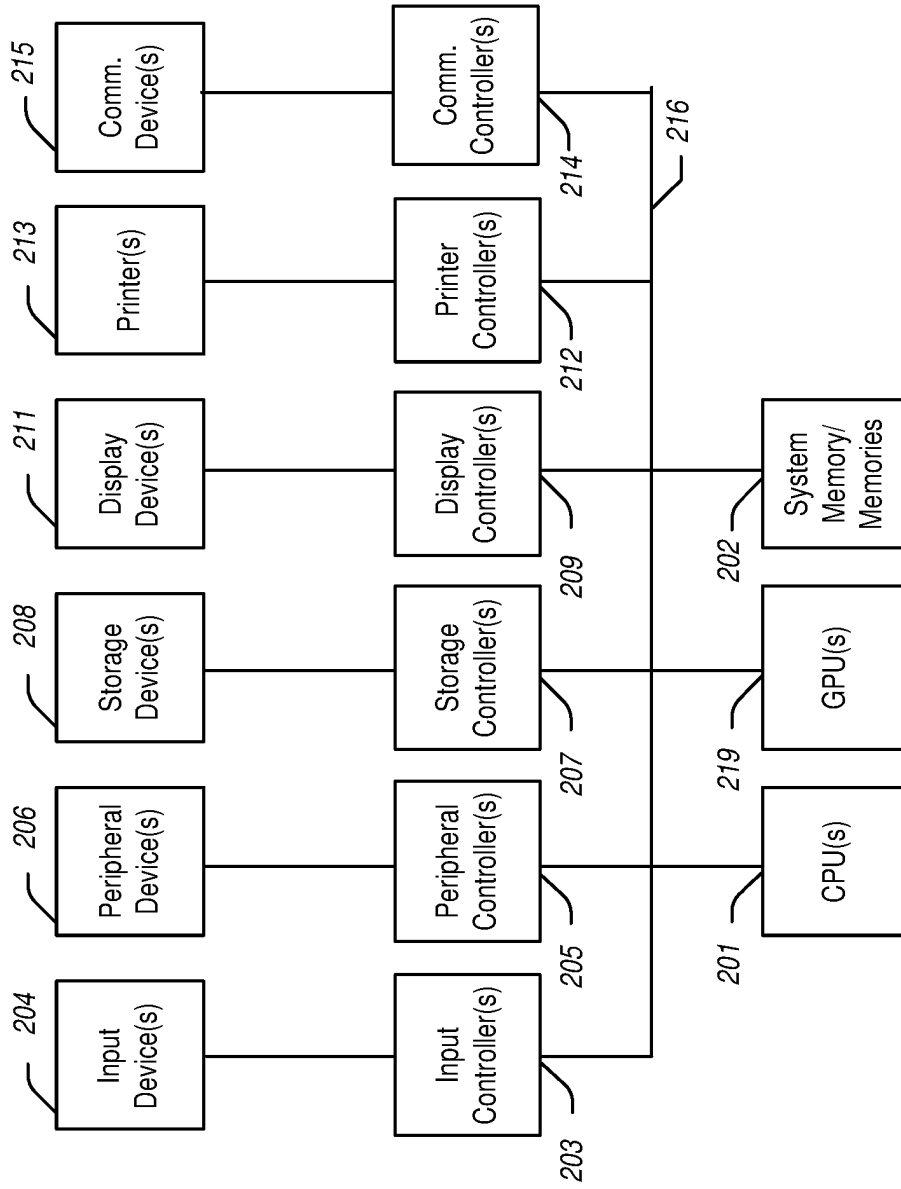 204
206
208
211
213
215
Input
Device(s)
Peripheral
Device(s)
Storage
Device(s)
Display
Device(s)
Printer(s)
Comm.
Device(s)
Input
Controller(s)
Peripheral
Controller(s)
Storage
Controller(s)
Display
Controller(s)
Printer
Controller(s)
Comm.
Controller(s)
203
205
207
209
212
214
216
201
219
202
CPU(s)
GPU(s)
System
Memory/
Memories